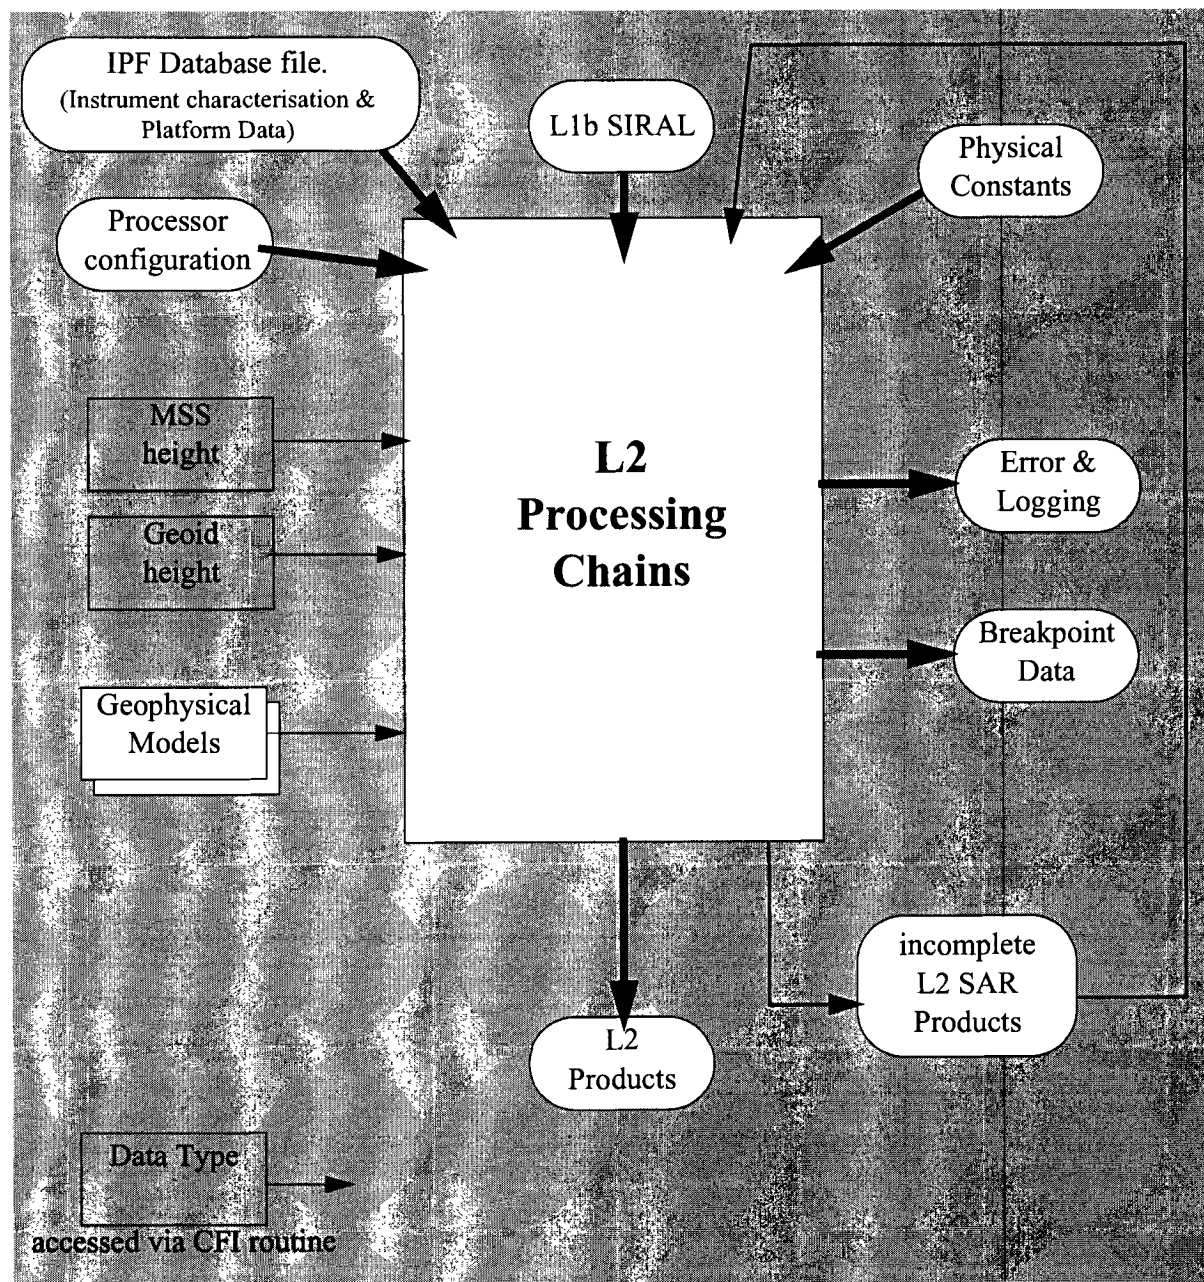 IPF Database file.
(Instrument characterisation &
Platform Data)
L1b SIRAL
Physical
Constants
Processor
configuration
MSS
height
Geoid
height
Geophysical
Models
L2
Processing
Chains
Error &
Logging
Breakpoint
Data
incomplete
L2 SAR
Products
L2
Products
Data Type
accessed via CFI routine